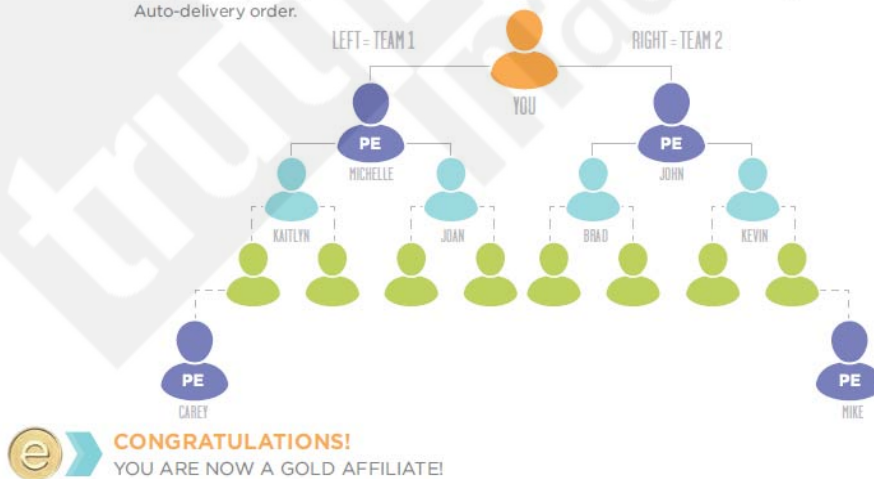 Auto-delivery order.
LEFT = TEAM 1
RIGHT = TEAM 2
YOU
PE
PE
MICHELLE
JOHN
KAITLYN
JOAN
BRAD
KEVIN
PE
PE
CAREY
MIKE
e
CONGRATULATIONS!
YOU ARE NOW A GOLD AFFILIATE!